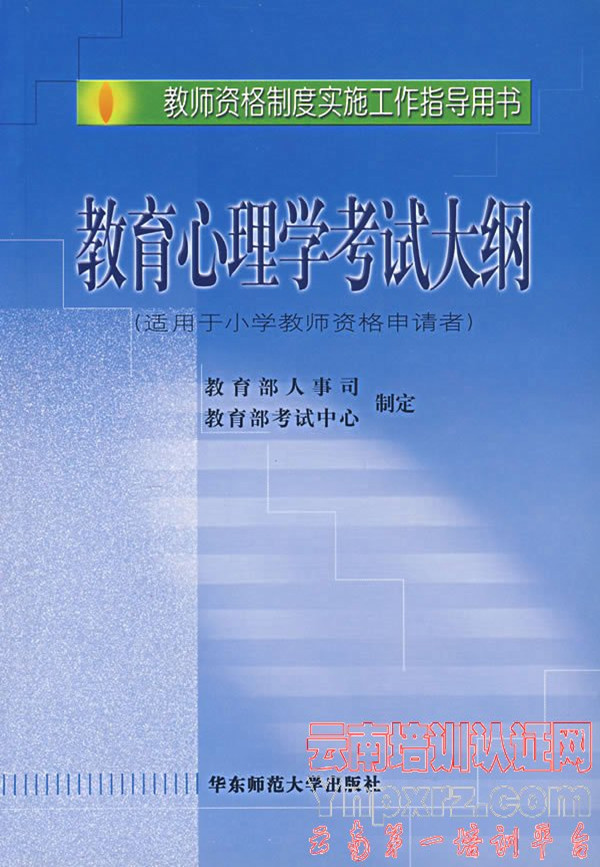 教师资格制度实施工作指导用书
教育心理学考试大纲
(适用于小学教师资格申请者)
教育部人事司
教育部考试中心
制定
云南培训认证网
华东师范大学出版社
ynpxrz.com
云南第一培训平台